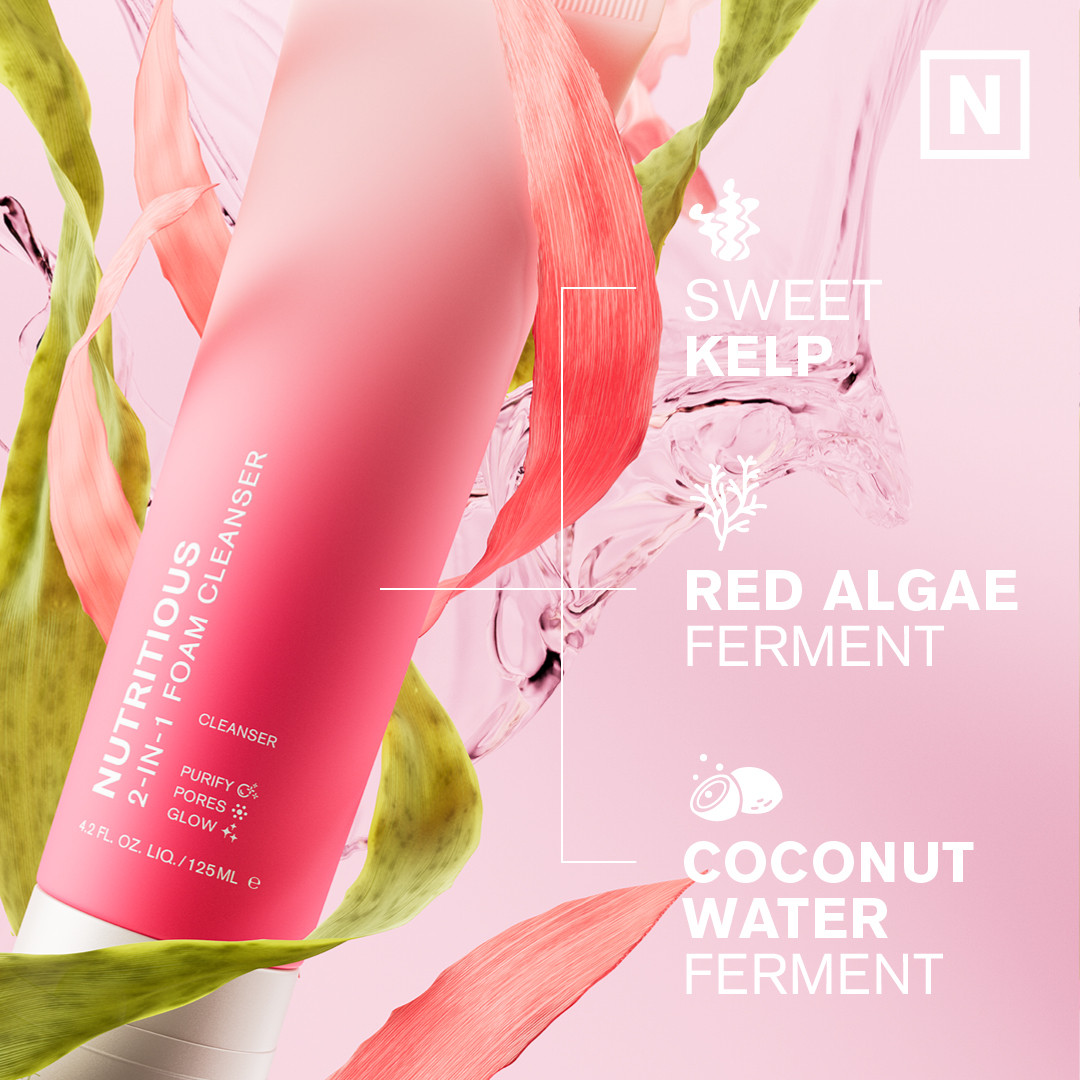 N
SWEET
KELP
RED ALGAE
FERMENT
COCONUT
WATER
FERMENT
NUTRITIOUS
2-IN-1 FOAM CLEANSER
CLEANSER
PURIFY
PORES
GLOW
4.2 FL. OZ. LIQ./125ML ℮